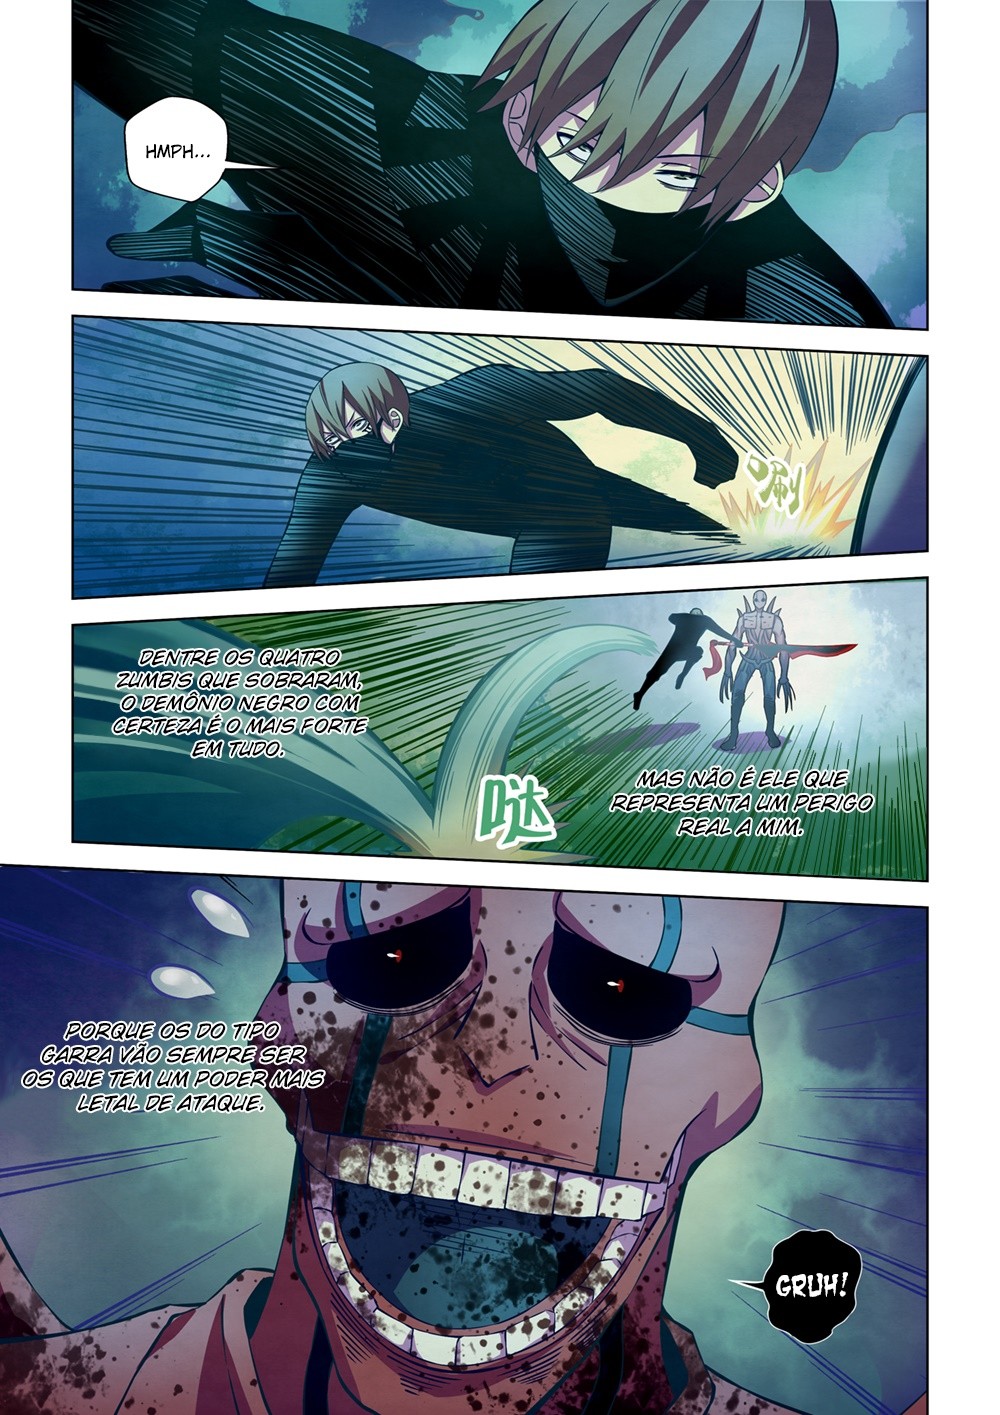 HMPH...
唰
DENTRE OS QUATRO
ZUMBIS QUE SOBRARAM,
O DEMÔNIO NEGRO COM
CERTEZA É O MAIS FORTE
EM TUDO.
哒
MAS NÃO É ELE QUE
REPRESENTA UM PERIGO
REAL A MIM.
PORQUE OS DO TIPO
GARRA VÃO SEMPRE SER
OS QUE TEM UM PODER MAIS
LETAL DE ATAQUE.
GRUH!